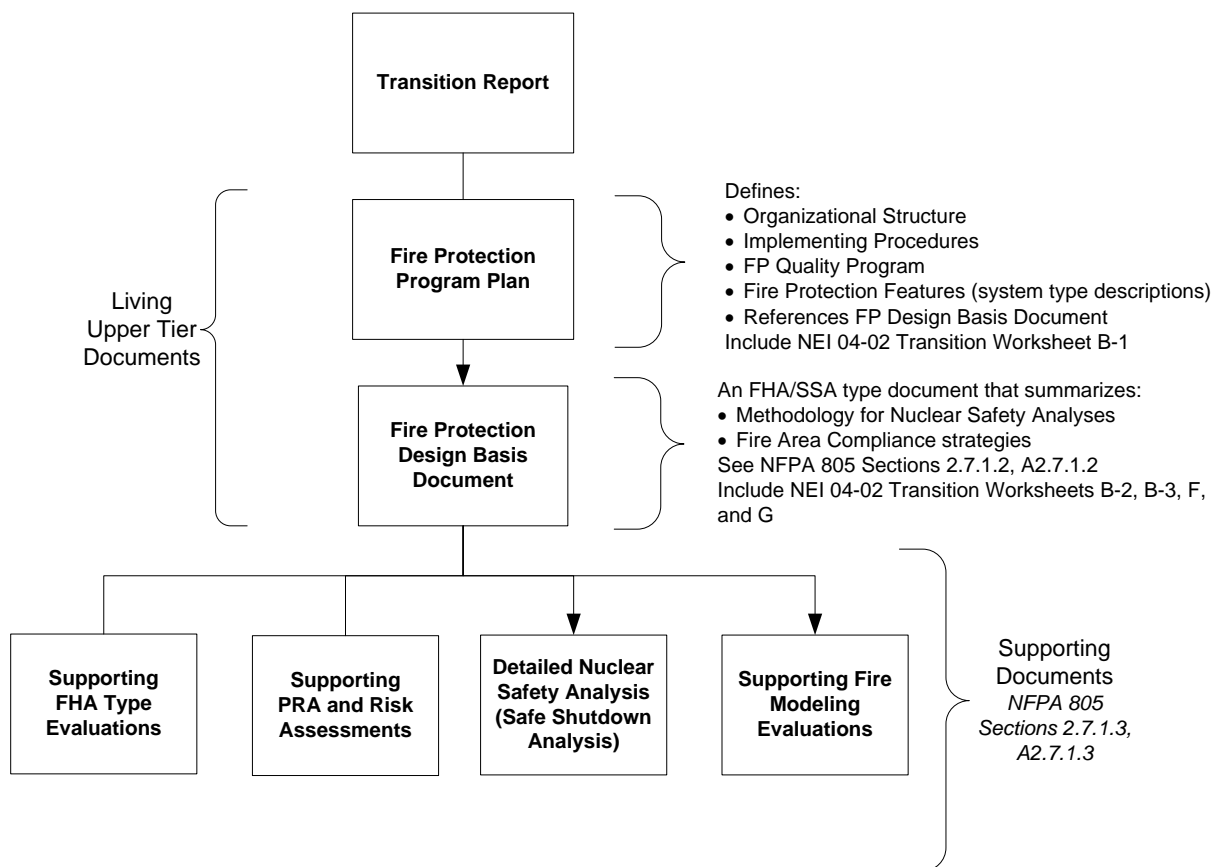 Transition Report
Defines:
• Organizational Structure
• Implementing Procedures
• FP Quality Program
• Fire Protection Features (system type descriptions)
• References FP Design Basis Document
Include NEI 04-02 Transition Worksheet B-1
Fire Protection
Program Plan
Living
Upper Tier
Documents
An FHA/SSA type document that summarizes:
• Methodology for Nuclear Safety Analyses
• Fire Area Compliance strategies
See NFPA 805 Sections 2.7.1.2, A2.7.1.2
Include NEI 04-02 Transition Worksheets B-2, B-3, F,
and G
Fire Protection
Design Basis
Document
Supporting
FHA Type
Evaluations
Supporting
PRA and Risk
Assessments
Detailed Nuclear
Safety Analysis
(Safe Shutdown
Analysis)
Supporting Fire
Modeling
Evaluations
Supporting
Documents
NFPA 805
Sections 2.7.1.3,
A2.7.1.3